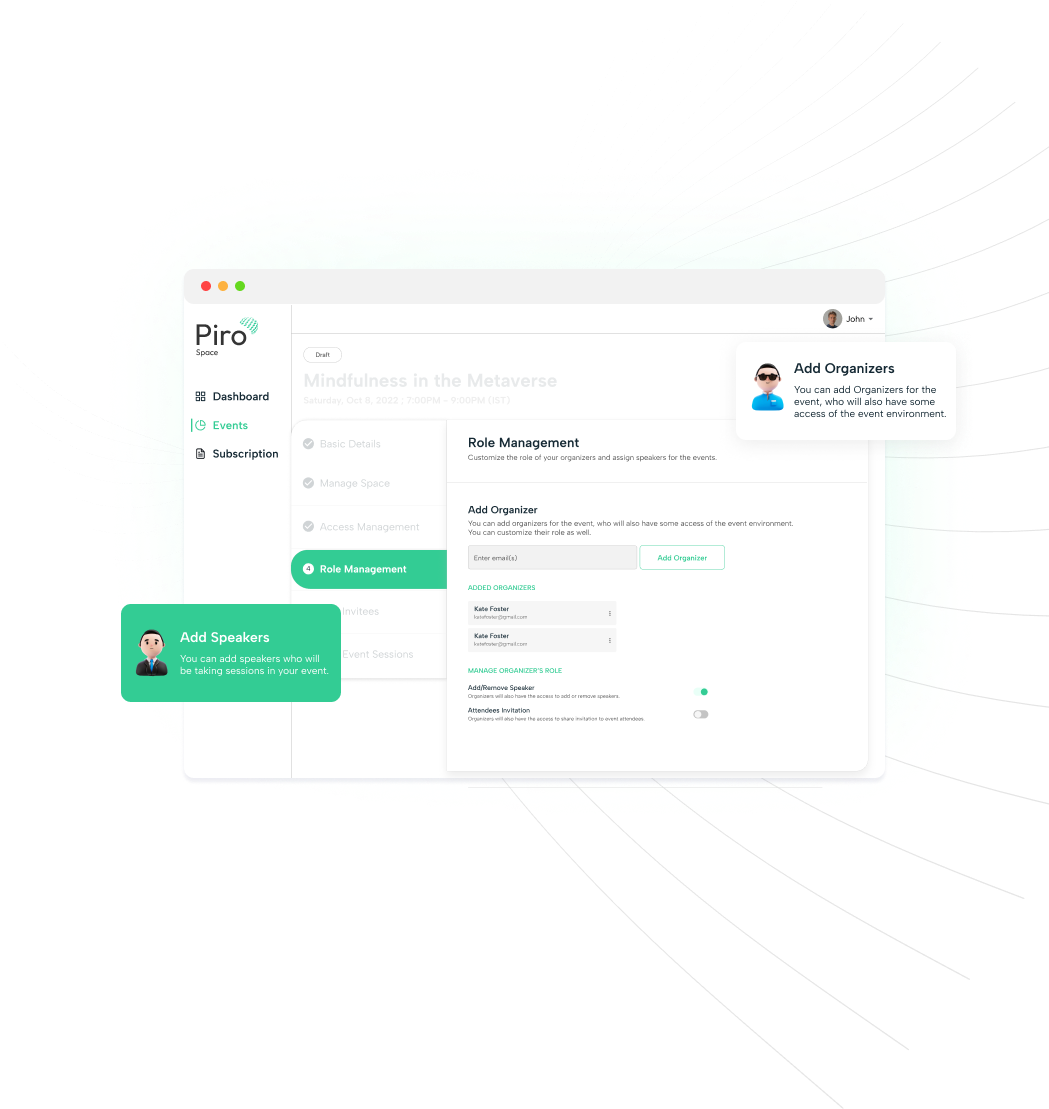 Piro
Space
John
Dashboard
Events
Subscription
Draft
Mindfulness in the Metaverse
Saturday, Oct 8, 2022 ; 7:00PM - 9:00PM (IST)
Add Organizers
You can add Organizers for the
event, who will also have some
access of the event environment.
Basic Details
Manage Space
Access Management
4 Role Management
Invitees
Event Sessions
Add Speakers
You can add speakers who will
be taking sessions in your event.
Role Management
Customize the role of your organizers and assign speakers for the events.
Add Organizer
You can add organizers for the event, who will also have some access of the event environment.
You can customize their role as well.
Enter email(s)
Add Organizer
ADDED ORGANIZERS
Kate Foster
katefoster@gmail.com
Kate Foster
katefoster@gmail.com
MANAGE ORGANIZER'S ROLE
Add/Remove Speaker
Organizers will also have the access to add or remove speakers.
Attendees Invitation
Organizers will also have the access to share invitation to event attendees.